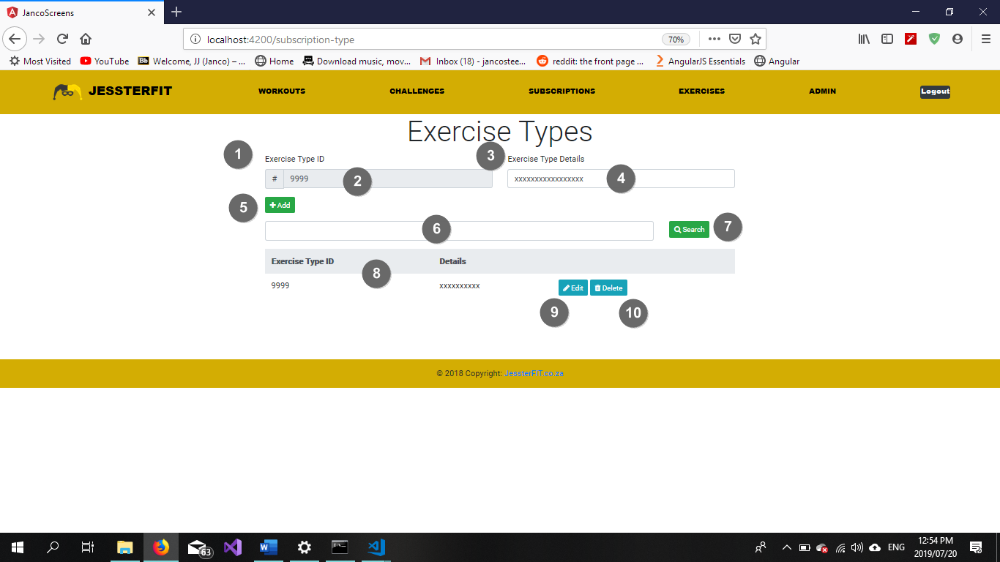 JancoScreens
localhost:4200/subscription-type
70%
Most Visited
YouTube
Bb Welcome, JJ (Janco) – ...
Home
Download music, mov...
Inbox (18) - jancostee...
reddit: the front page ...
AngularJS Essentials
Angular
JESSTERFIT
WORKOUTS
CHALLENGES
SUBSCRIPTIONS
EXERCISES
ADMIN
Logout
Exercise Types
1
Exercise Type ID
3
Exercise Type Details
# 9999
2
xxxxxxxxxxxxxxxxx
4
5
Add
6
Search
7
Exercise Type ID
Details
8
9999
xxxxxxxxxx
Edit
Delete
9
10
© 2018 Copyright: JessterFIT.co.za
63
ENG
12:54 PM
2019/07/20